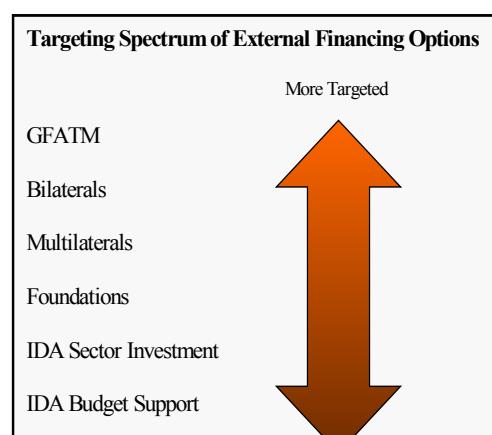 Targeting Spectrum of External Financing Options
More Targeted
GFATM
Bilaterals
Multilaterals
Foundations
IDA Sector Investment
IDA Budget Support